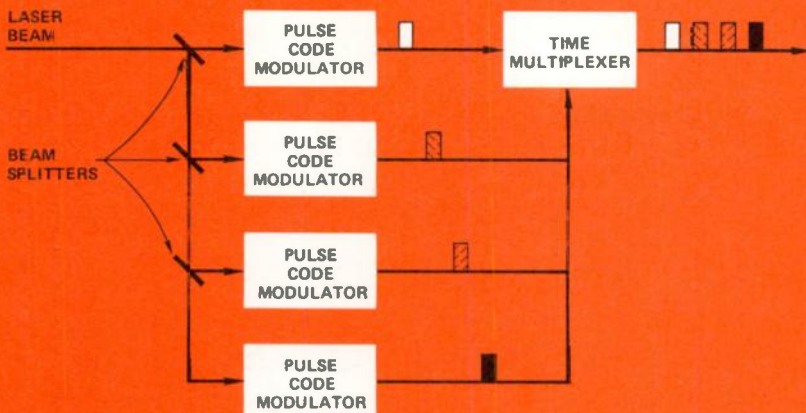 LASER
BEAM
PULSE
CODE
MODULATOR
TIME
MULTIPLEXER
BEAM
SPLITTERS
PULSE
CODE
MODULATOR
PULSE
CODE
MODULATOR
PULSE
CODE
MODULATOR